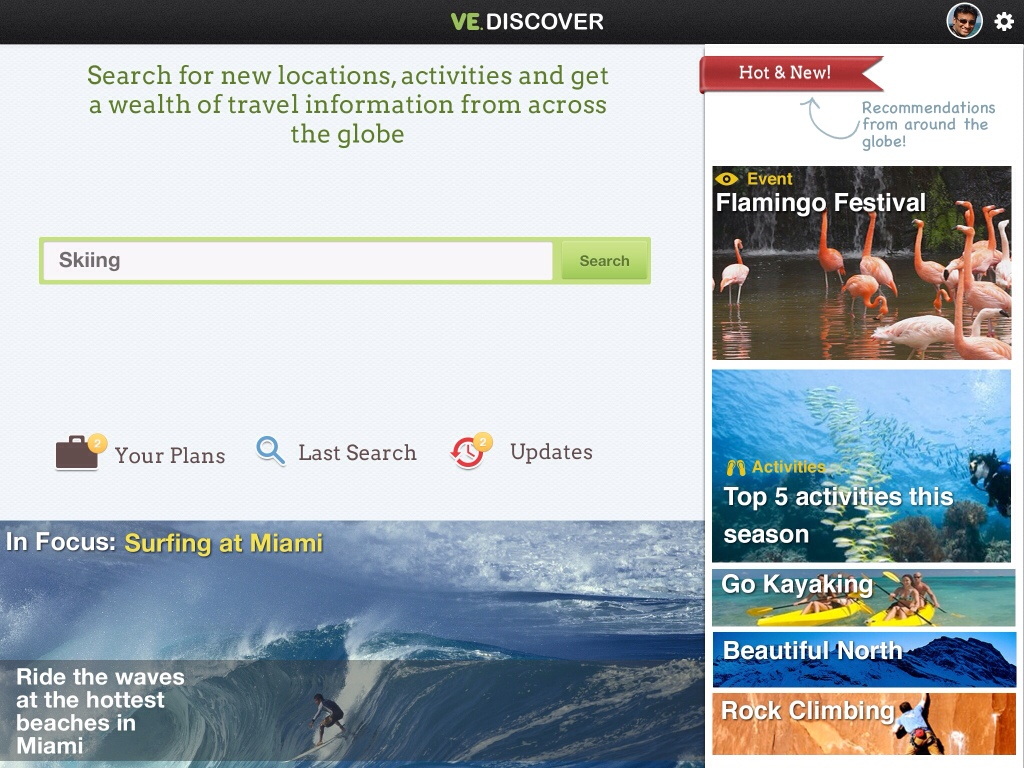 VE.DISCOVER
Search for new locations, activities and get
a wealth of travel information from across
the globe
Skiing
Search
2
Your Plans
Last Search
2
Updates
In Focus: Surfing at Miami
Ride the waves
at the hottest
beaches in
Miami
Hot & New!
Recommendations
from around the
globe!
Event
Flamingo Festival
Activities
Top 5 activities this
season
Go Kayaking
Beautiful North
Rock Climbing